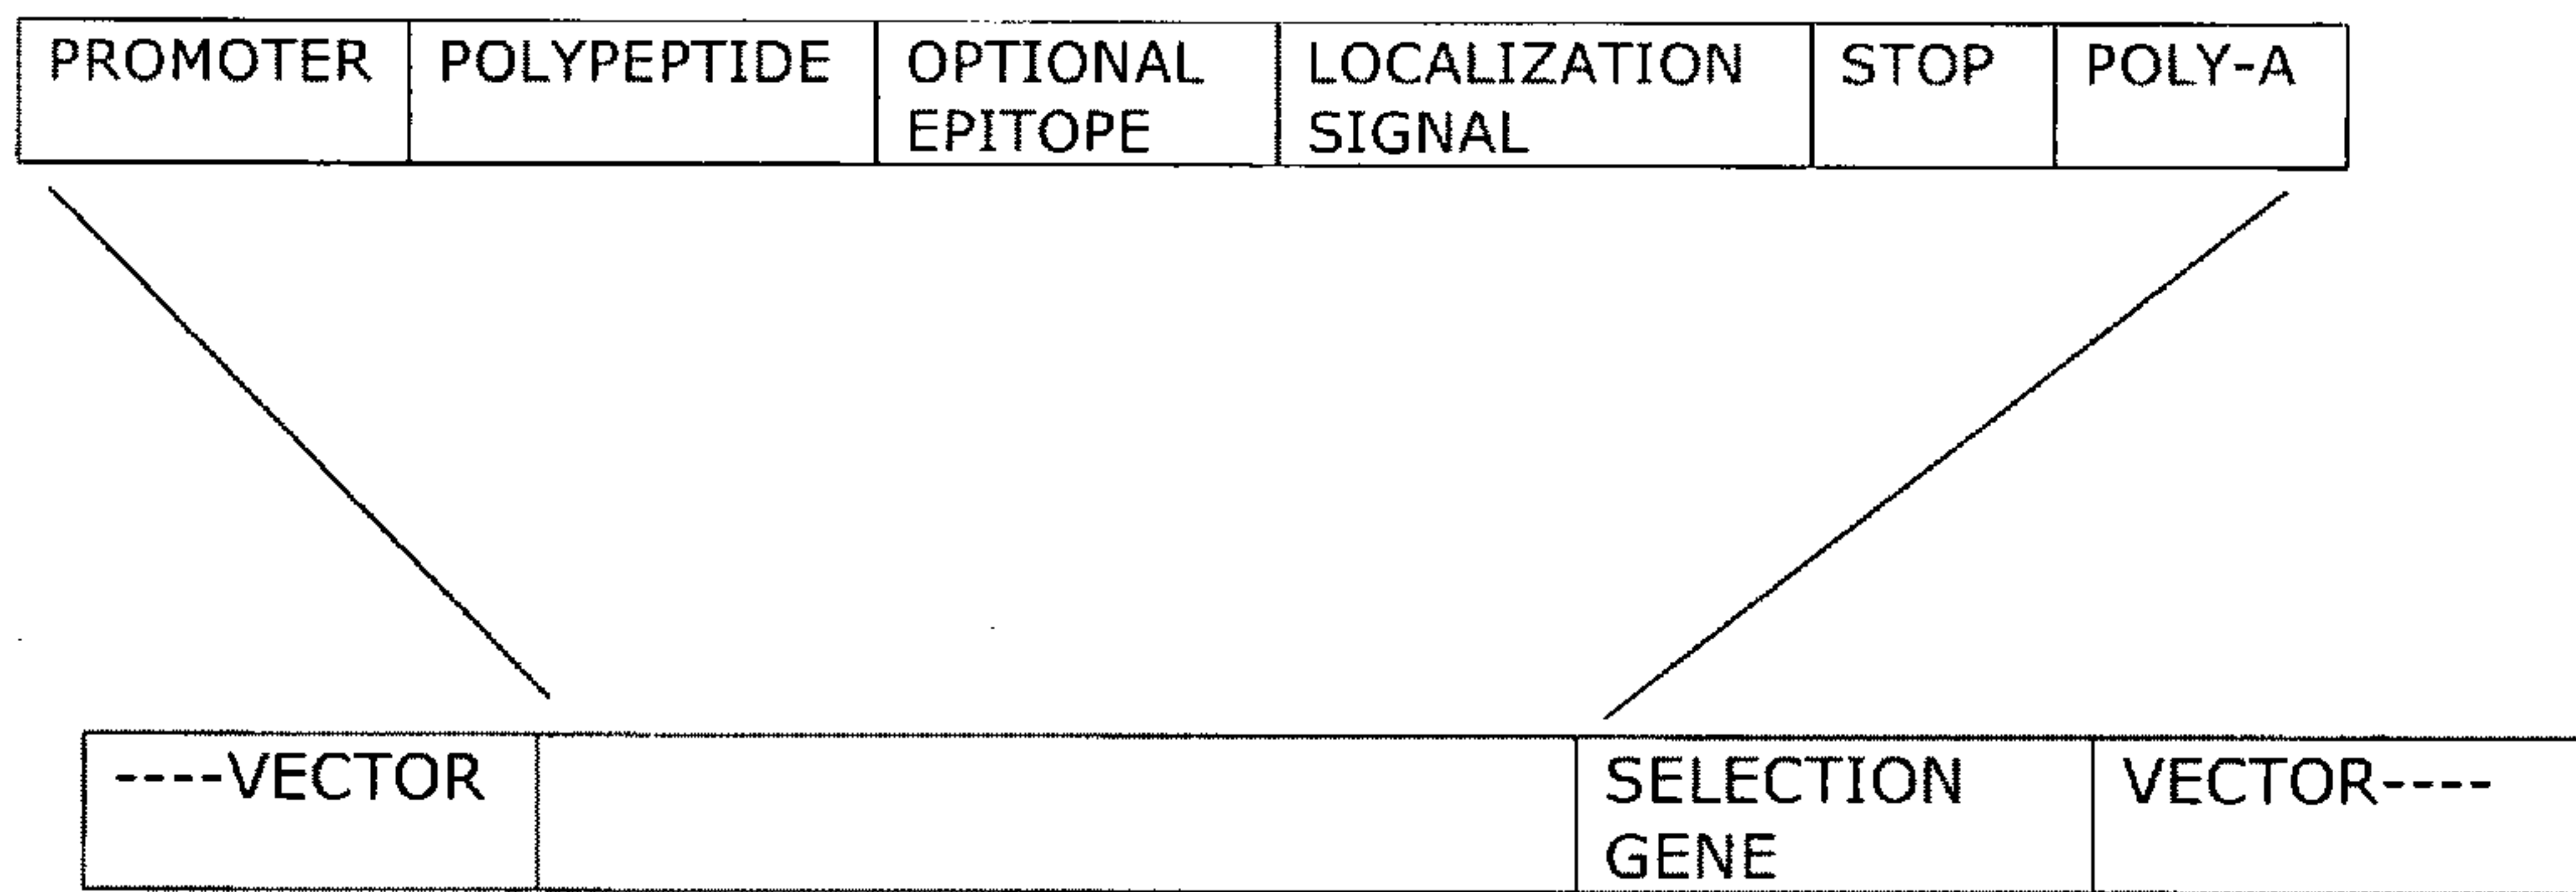 PROMOTER
POLYPEPTIDE
OPTIONAL
EPITOPE
LOCALIZATION
SIGNAL
STOP
POLY-A
----VECTOR
SELECTION
GENE
VECTOR----